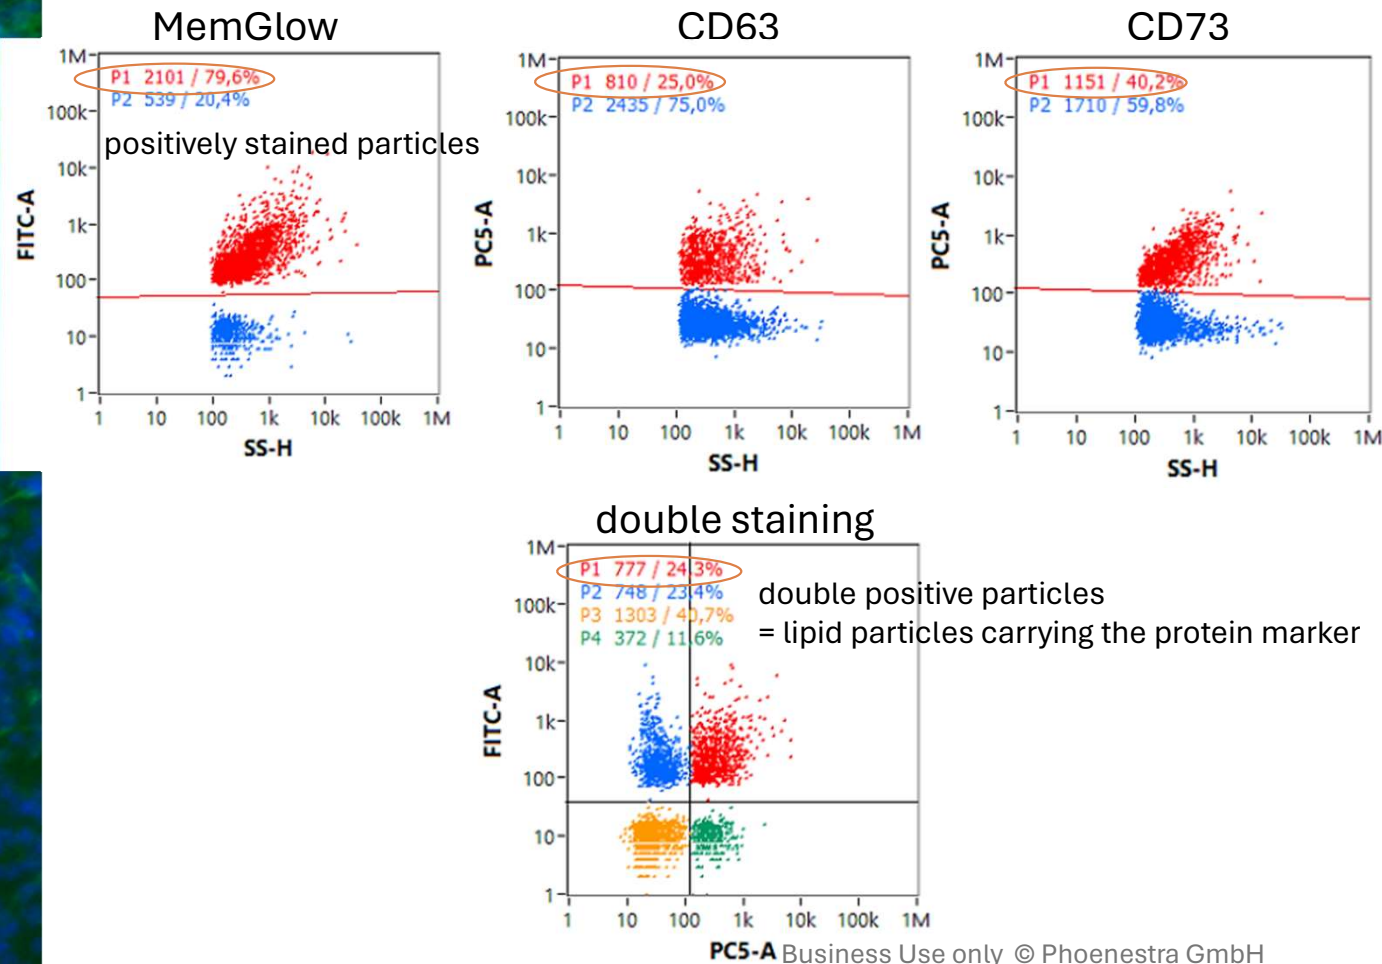 MemGlow
1M
P1 2101 / 79,6%
P2 539 / 20,4%
100k
positively stained particles
10k
1k
100
10
1
FITC-A
1 10 100 1k 10k 100k 1M
SS-H
CD63
1M
P1 810 / 25,0%
P2 2435 / 75,0%
100k
10k
1k
100
10
1
PC5-A
1 10 100 1k 10k 100k 1M
SS-H
CD73
1M
P1 1151 / 40,2%
P2 1710 / 59,8%
100k
10k
1k
100
10
1
PC5-A
1 10 100 1k 10k 100k 1M
SS-H
double staining
1M
P1 777 / 24,3%
P2 748 / 23,4%
P3 1303 / 40,7%
P4 372 / 11,6%
100k
10k
1k
100
10
1
FITC-A
1 10 100 1k 10k 100k 1M
PC5-A
double positive particles
= lipid particles carrying the protein marker
Business Use only © Phoenestra GmbH